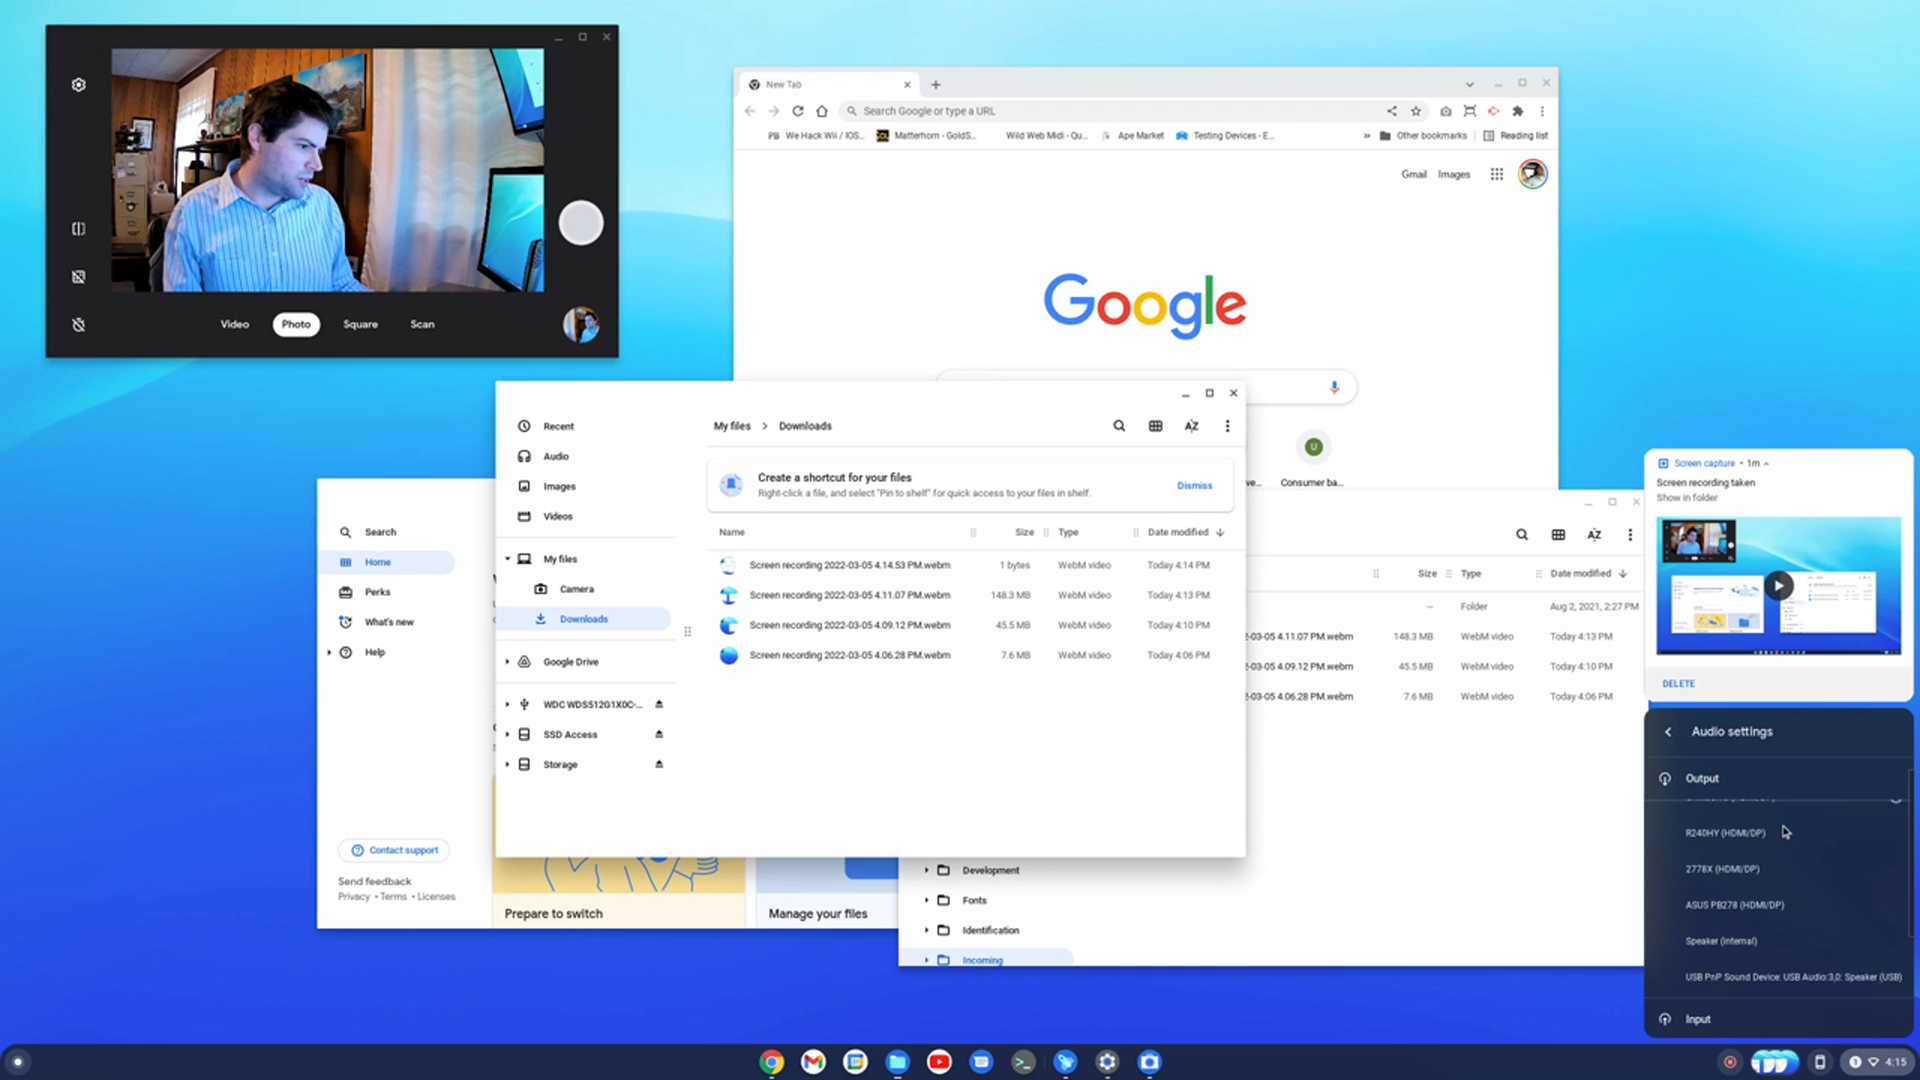 Video
Photo
Square
Scan
New Tab
Search Google or type a URL
PB We Hack Wii / IOS...
Matterhorn - GoldS...
Wild Web Midi - Qu...
Ape Market
Testing Devices - E...
»
Other bookmarks
Reading list
Gmail
Images
Google
U
ve...
Consumer ba...
Recent
Audio
Images
Videos
My files
Camera
Downloads
Google Drive
WDC WDS512G1X0C-...
SSD Access
Storage
My files > Downloads
AZ
Create a shortcut for your files
Right-click a file, and select "Pin to shelf" for quick access to your files in shelf.
Dismiss
Name Size Type Date modified
Screen recording 2022-03-05 4.14.53 PM.webm 1 bytes WebM video Today 4:14 PM
Screen recording 2022-03-05 4.11.07 PM.webm 148.3 MB WebM video Today 4:13 PM
Screen recording 2022-03-05 4.09.12 PM.webm 45.5 MB WebM video Today 4:10 PM
Screen recording 2022-03-05 4.06.28 PM.webm 7.6 MB WebM video Today 4:06 PM
Search
Home
Perks
What's new
Help
Contact support
Send feedback
Privacy • Terms • Licenses
Prepare to switch
Manage your files
AZ
Size Type Date modified
-- Folder Aug 2, 2021, 2:27 PM
-03-05 4.11.07 PM.webm 148.3 MB WebM video Today 4:13 PM
-03-05 4.09.12 PM.webm 45.5 MB WebM video Today 4:10 PM
-03-05 4.06.28 PM.webm 7.6 MB WebM video Today 4:06 PM
Development
Fonts
Identification
Incoming
Screen capture • 1m
Screen recording taken
Show in folder
DELETE
Audio settings
Output
R240HY (HDMI/DP)
2778X (HDMI/DP)
ASUS PB278 (HDMI/DP)
Speaker (internal)
USB PnP Sound Device: USB Audio:3,0: Speaker (USB)
Input
4:15